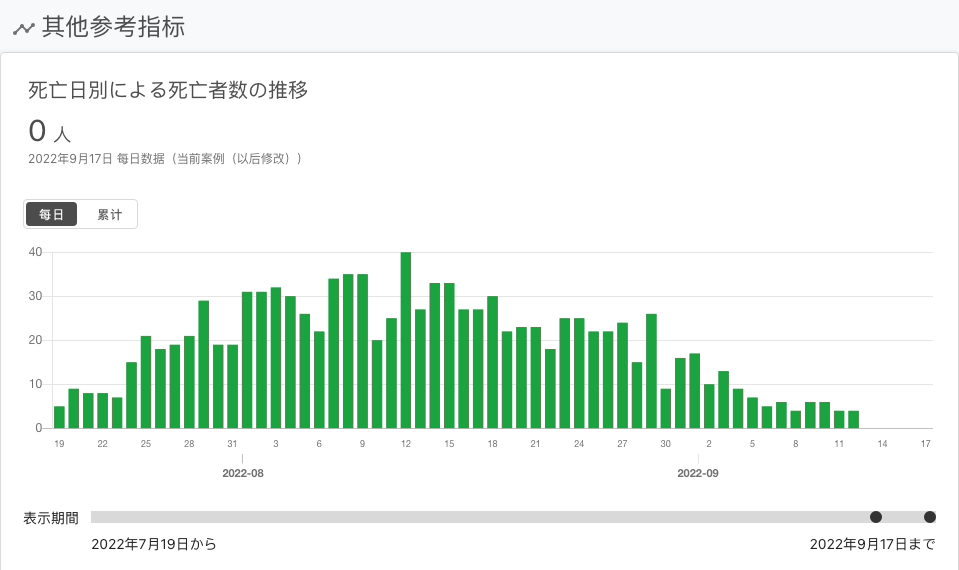 其他参考指标
死亡日別による死亡者数の推移
0 人
2022年9月17日 每日数据（当前案例（以后修改））
每日 累计
40
30
20
10
0
19 22 25 28 31 3 6 9 12 15 18 21 24 27 30 2 5 8 11 14 17
2022-08 2022-09
表示期間
2022年7月19日から 2022年9月17日まで